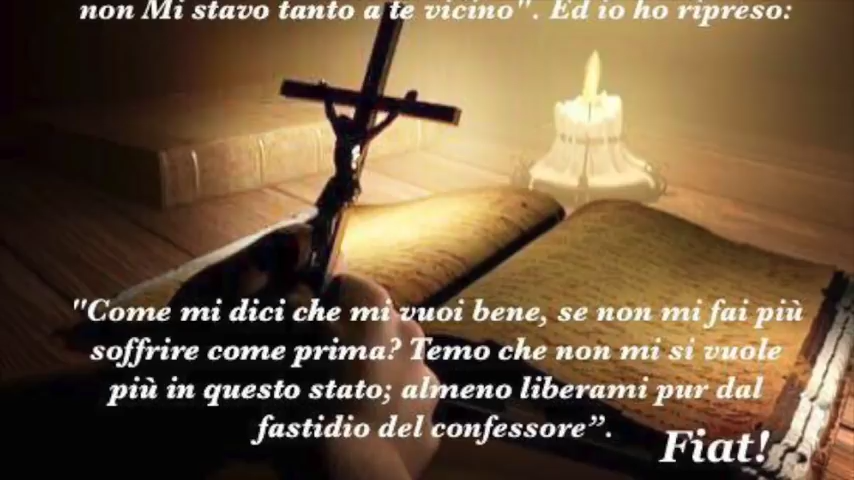 non Mi stavo tanto a te vicino". Ed io ho ripreso:
"Come mi dici che mi vuoi bene, se non mi fai più
soffrire come prima? Temo che non mi si vuole
più in questo stato; almeno liberami pur dal
fastidio del confessore”.
Fiat!